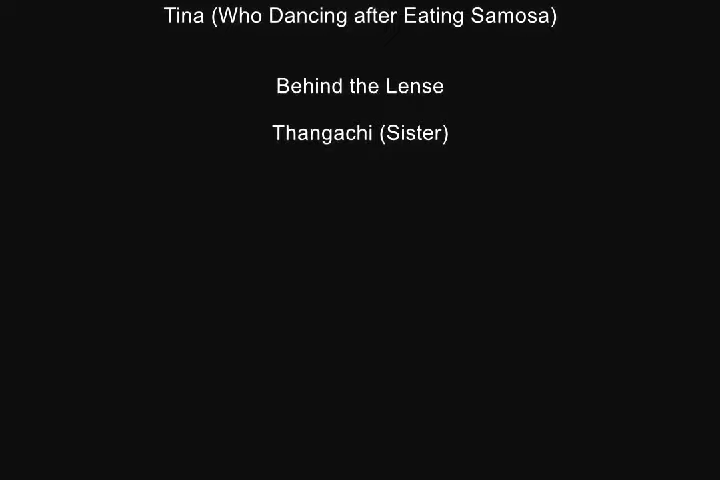 Tina (Who Dancing after Eating Samosa)
Behind the Lense
Thangachi (Sister)